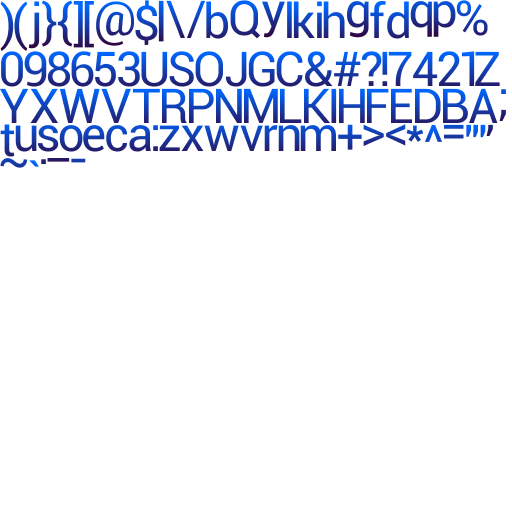 )(j}{][@$|\/bQylkihgfdqp%
098653USOJGC&#?!7421Z
YXWVTRPNMLKIHFEDBA;
tusoeca:zxwvrnm+><*^="',
~`._-